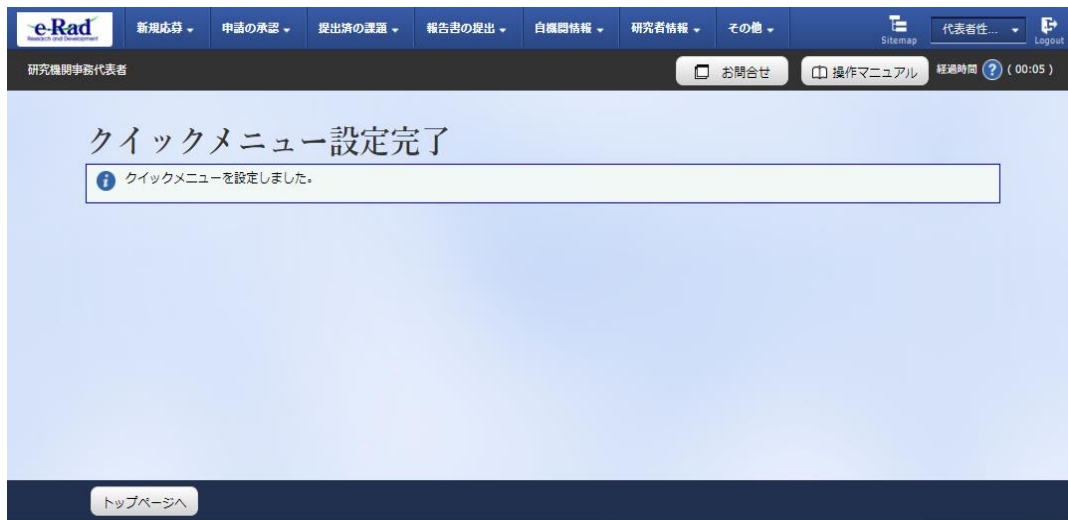 e-Rad
Research and Development
新規応募
申請の承認
提出済の課題
報告書の提出
自機関情報
研究者情報
その他
Sitemap
代表者性...
Logout
研究機関事務代表者
お問合せ
操作マニュアル
経過時間 ? ( 00:05 )
クイックメニュー設定完了
クイックメニューを設定しました。
トップページへ